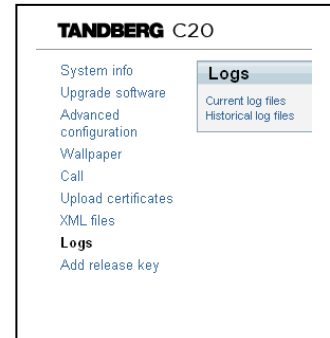 TANDBERG C20
System info
Upgrade software
Advanced
configuration
Wallpaper
Call
Upload certificates
XML files
Logs
Add release key
Logs
Current log files
Historical log files